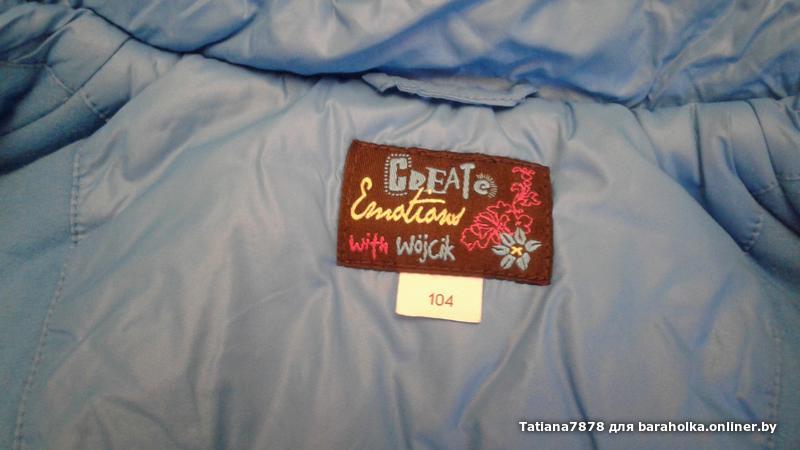 CREATE
Emotions
with wójcik
104
Tatiana7878 для baraholka.onliner.by